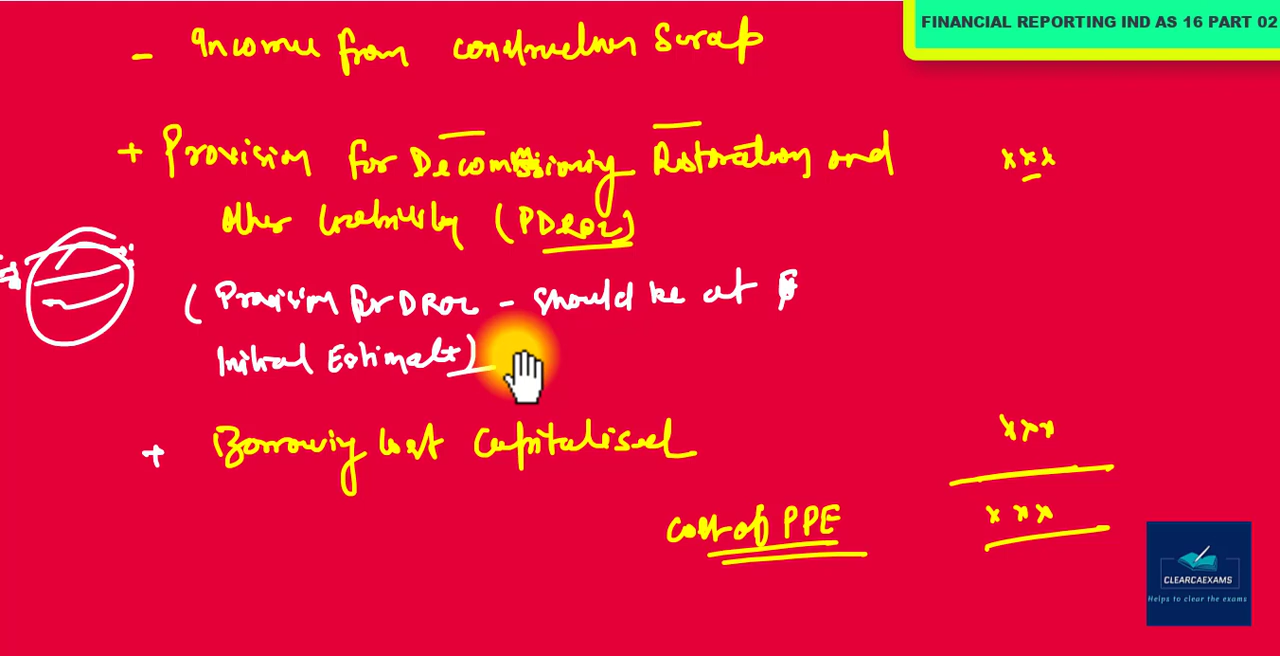 FINANCIAL REPORTING IND AS 16 PART 02
- Income from construction Scrap
+ Provision for Decomissioning Restoration and xxx
other liability (PDROL)
(Provision for DROL - should be at
Initial Estimate)
+ Borrowing cost Capitalised xxx
cost of PPE xxx
CLEARCAEXAMS
Helps to clear the exams